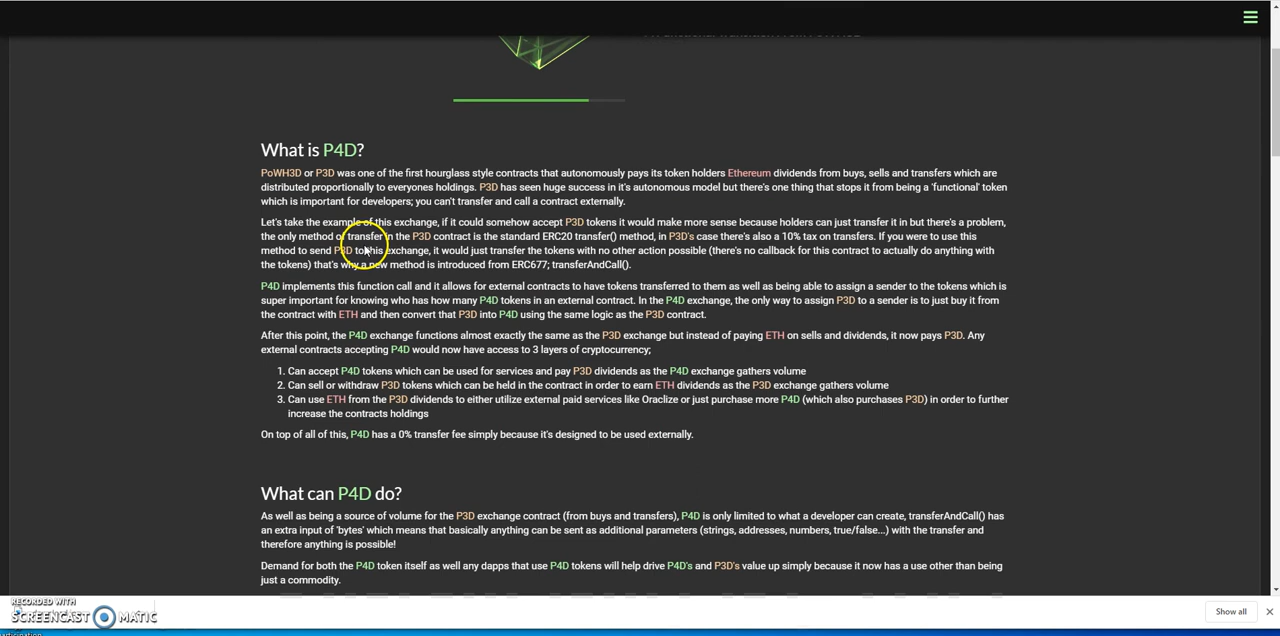 What is P4D?
PoWH3D or P3D was one of the first hourglass style contracts that autonomously pays its token holders Ethereum dividends from buys, sells and transfers which are
distributed proportionally to everyones holdings. P3D has seen huge success in it's autonomous model but there's one thing that stops it from being a 'functional' token
which is important for developers; you can't transfer and call a contract externally.
Let's take the example of this exchange, if it could somehow accept P3D tokens it would make more sense because holders can just transfer it in but there's a problem,
the only method of transfer in the P3D contract is the standard ERC20 transfer() method, in P3D's case there's also a 10% tax on transfers. If you were to use this
method to send P3D to this exchange, it would just transfer the tokens with no other action possible (there's no callback for this contract to actually do anything with
the tokens) that's why a new method is introduced from ERC677; transferAndCall().
P4D implements this function call and it allows for external contracts to have tokens transferred to them as well as being able to assign a sender to the tokens which is
super important for knowing who has how many P4D tokens in an external contract. In the P4D exchange, the only way to assign P3D to a sender is to just buy it from
the contract with ETH and then convert that P3D into P4D using the same logic as the P3D contract.
After this point, the P4D exchange functions almost exactly the same as the P3D exchange but instead of paying ETH on sells and dividends, it now pays P3D. Any
external contracts accepting P4D would now have access to 3 layers of cryptocurrency;
1. Can accept P4D tokens which can be used for services and pay P3D dividends as the P4D exchange gathers volume
2. Can sell or withdraw P3D tokens which can be held in the contract in order to earn ETH dividends as the P3D exchange gathers volume
3. Can use ETH from the P3D dividends to either utilize external paid services like Oraclize or just purchase more P4D (which also purchases P3D) in order to further
increase the contracts holdings
On top of all of this, P4D has a 0% transfer fee simply because it's designed to be used externally.
What can P4D do?
As well as being a source of volume for the P3D exchange contract (from buys and transfers), P4D is only limited to what a developer can create, transferAndCall() has
an extra input of 'bytes' which means that basically anything can be sent as additional parameters (strings, addresses, numbers, true/false...) with the transfer and
therefore anything is possible!
Demand for both the P4D token itself as well any dapps that use P4D tokens will help drive P4D's and P3D's value up simply because it now has a use other than being
just a commodity.
RECORDED WITH
SCREENCAST MATIC
Show all